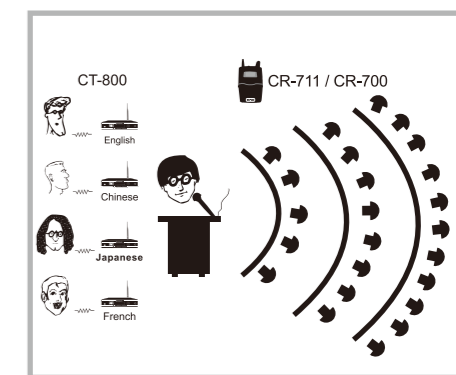 CT-800
CR-711 / CR-700
English
Chinese
Japanese
French